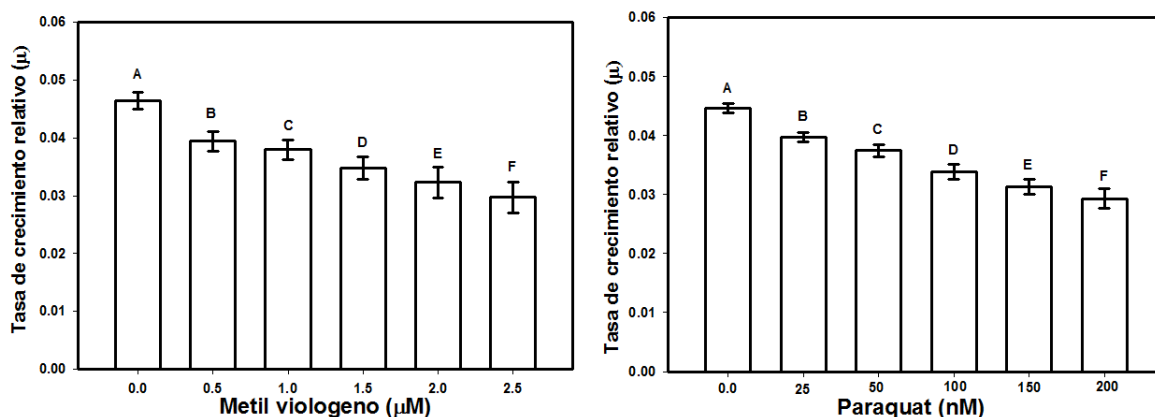 Tasa de crecimiento relativo (μ)
0.06
0.05
0.04
0.03
0.02
0.01
0.00
A
B
C
D
E
F
0.0 0.5 1.0 1.5 2.0 2.5
Metil viologeno (μM)
Tasa de crecimiento relativo (μ)
0.06
0.05
0.04
0.03
0.02
0.01
0.00
A
B
C
D
E
F
0.0 25 50 100 150 200
Paraquat (nM)